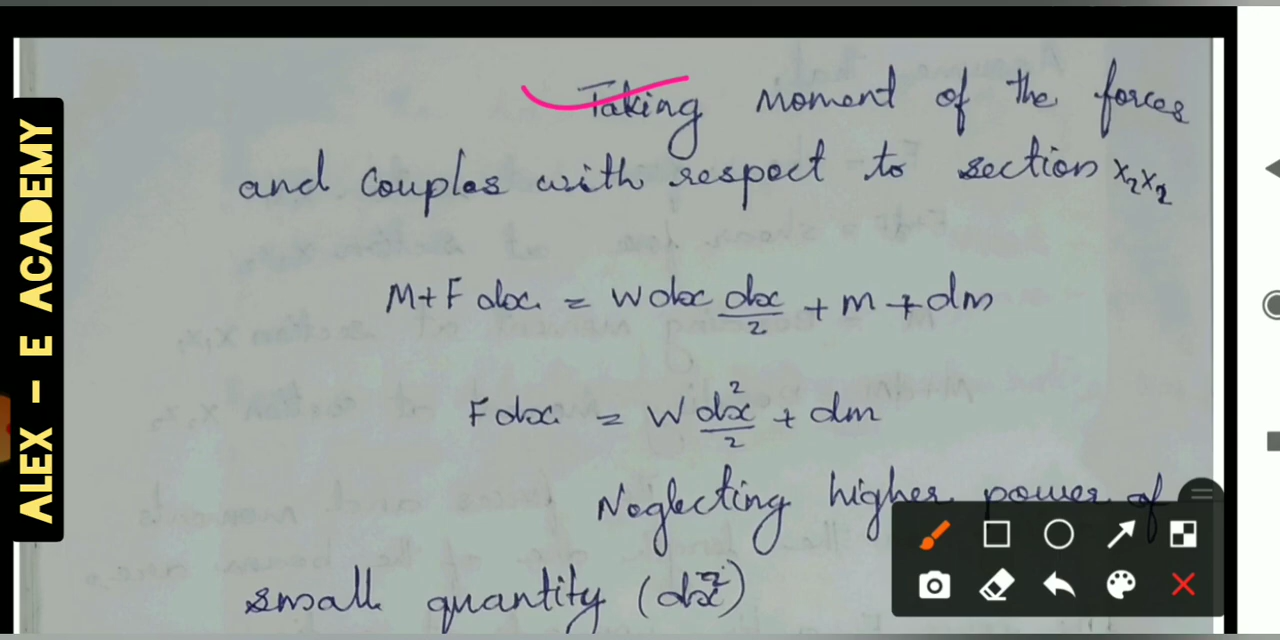 ALEX – E ACADEMY
Taking moment of the forces
and couples with respect to section x₂x₂
M + F dx = W dx dx/2 + m + dm
F dx = W dx²/2 + dm
Neglecting higher power of
small quantity (dx²)